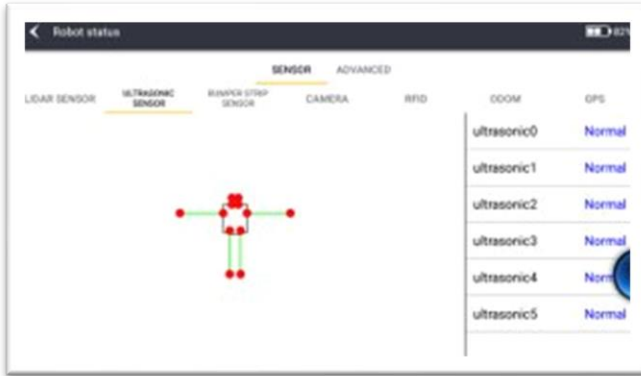 Robot status
82%
SENSOR ADVANCED
LIDAR SENSOR ULTRASONIC SENSOR BUMPER STRIP SENSOR CAMERA RFID ODOM GPS
ultrasonic0 Normal
ultrasonic1 Normal
ultrasonic2 Normal
ultrasonic3 Normal
ultrasonic4
ultrasonic5 Normal